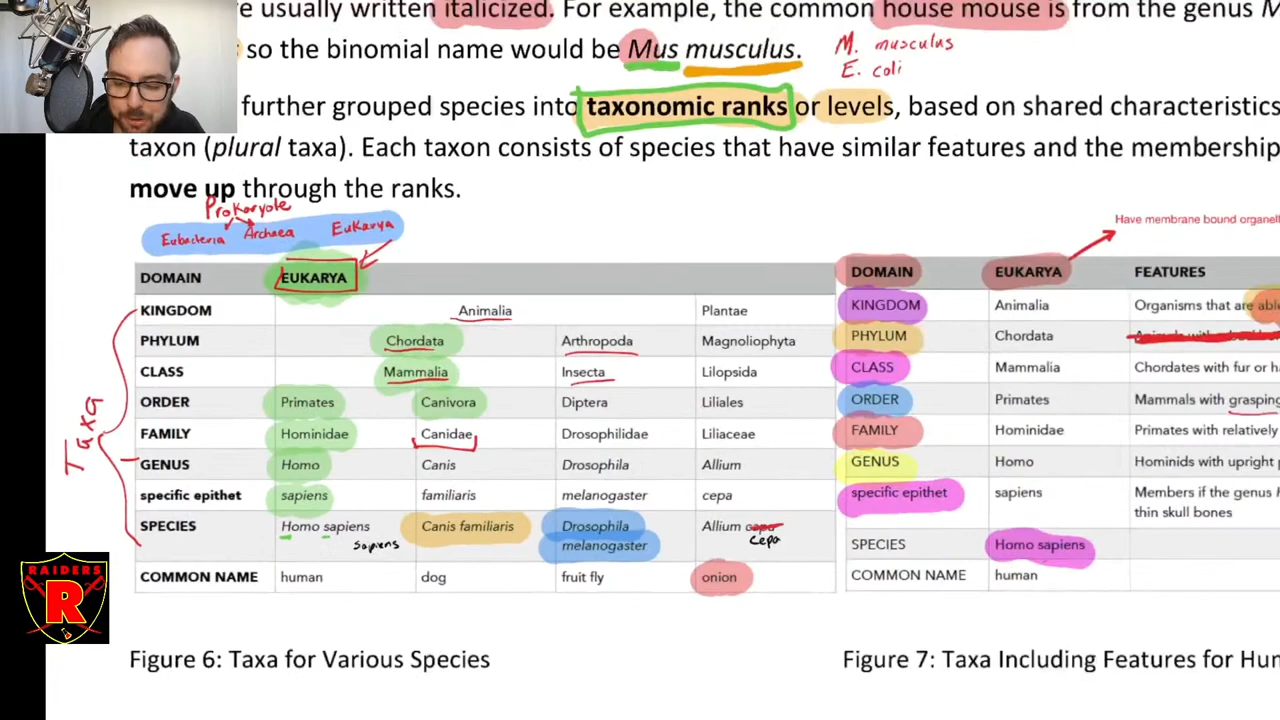 re usually written italicized. For example, the common house mouse is from the genus M
so the binomial name would be Mus musculus.
M. musculus
E. coli
further grouped species into taxonomic ranks or levels, based on shared characteristics
taxon (plural taxa). Each taxon consists of species that have similar features and the membership
move up through the ranks.
Prokaryote
Eubacteria Archaea Eukarya
Have membrane bound organell
DOMAIN EUKARYA
KINGDOM Animalia Plantae
PHYLUM Chordata Arthropoda Magnoliophyta
CLASS Mammalia Insecta Lilopsida
ORDER Primates Canivora Diptera Liliales
FAMILY Hominidae Canidae Drosophilidae Liliaceae
GENUS Homo Canis Drosophila Allium
specific epithet sapiens familiaris melanogaster cepa
SPECIES Homo sapiens Canis familiaris Drosophila melanogaster Allium cepa
sapiens
cepa
COMMON NAME human dog fruit fly onion
Taxa
DOMAIN EUKARYA FEATURES
KINGDOM Animalia Organisms that are able
PHYLUM Chordata
CLASS Mammalia Chordates with fur or ha
ORDER Primates Mammals with grasping
FAMILY Hominidae Primates with relatively
GENUS Homo Hominids with upright p
specific epithet sapiens Members if the genus H
thin skull bones
SPECIES Homo sapiens
COMMON NAME human
RAIDERS
R
Figure 6: Taxa for Various Species
Figure 7: Taxa Including Features for Hum